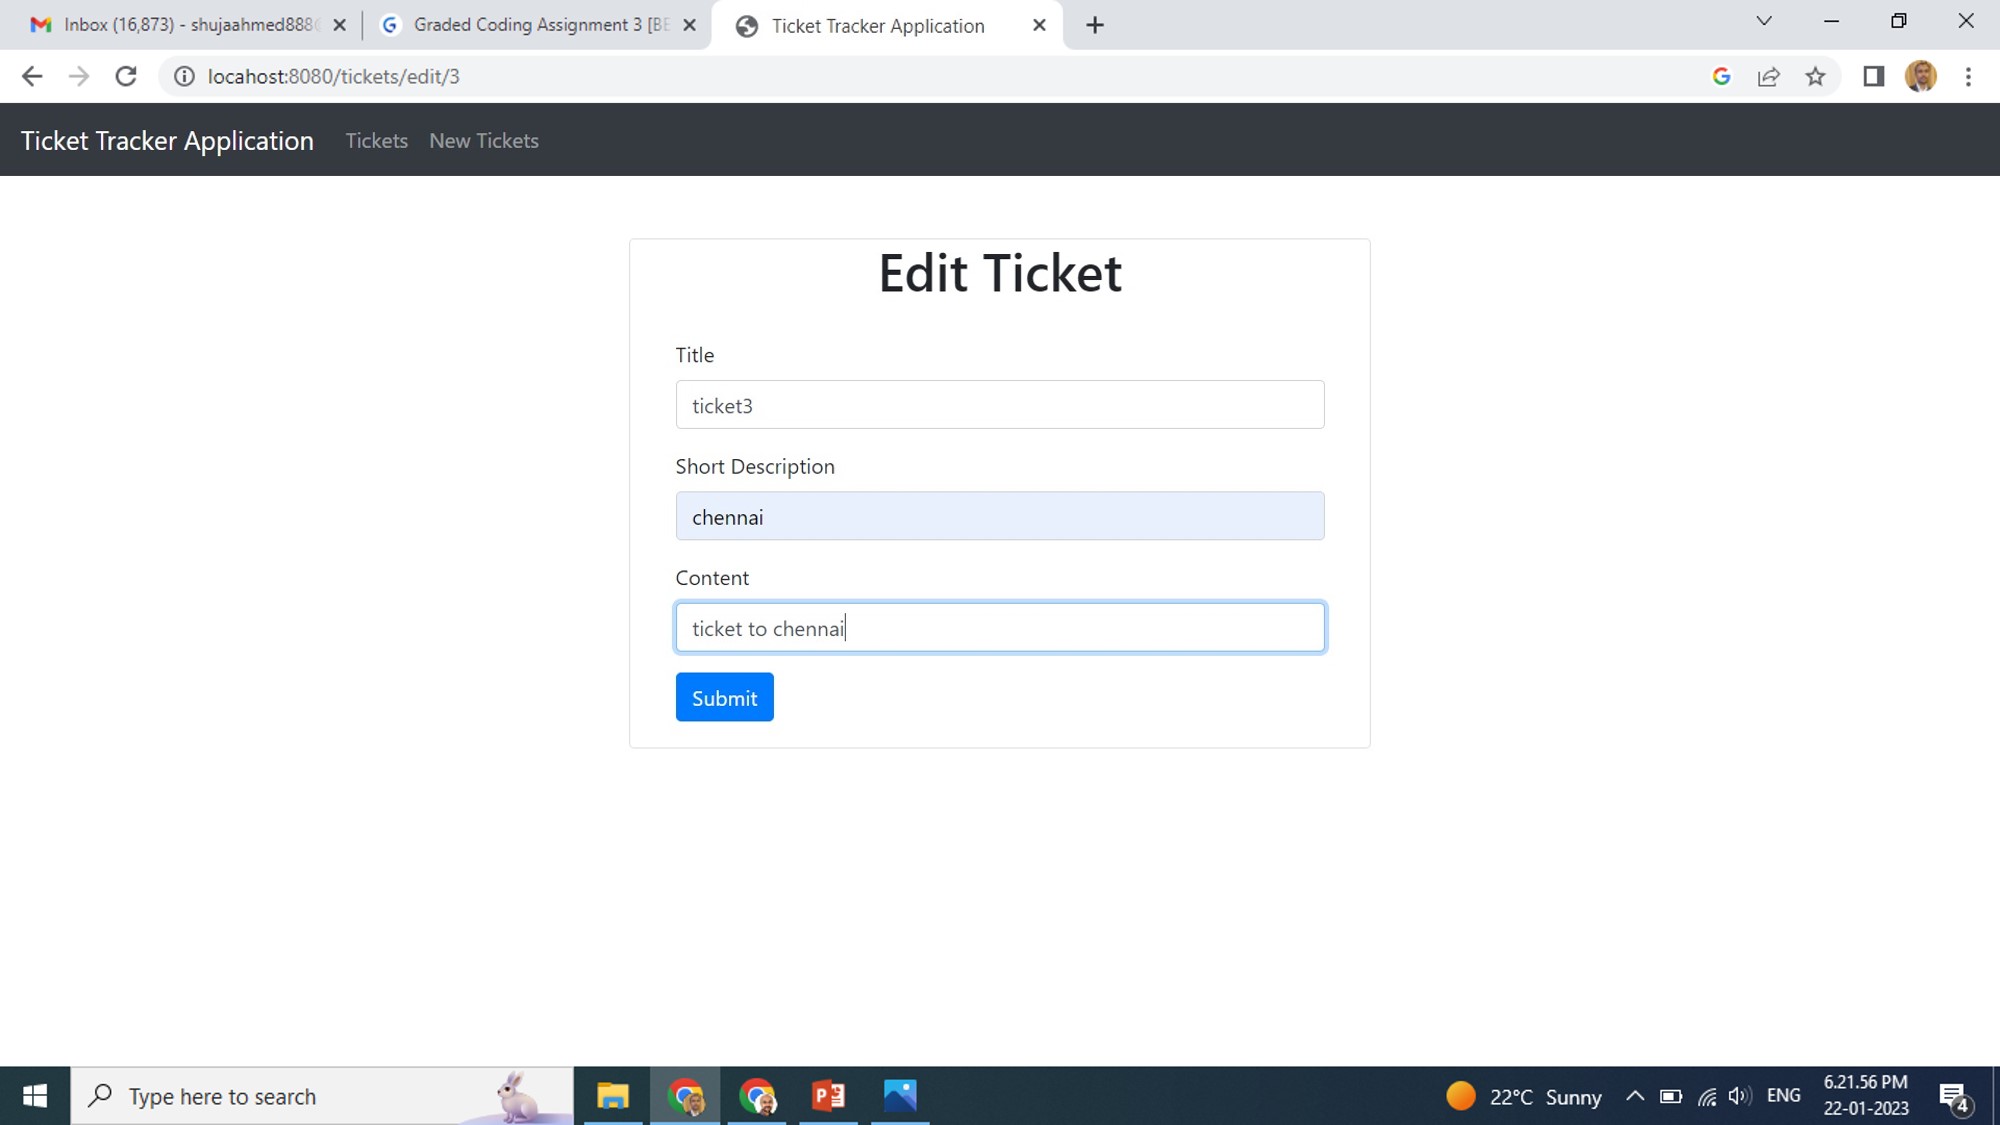 Inbox (16,873) - shujaahmed888
Graded Coding Assignment 3 [BE
Ticket Tracker Application
locahost:8080/tickets/edit/3
Ticket Tracker Application Tickets New Tickets
Edit Ticket
Title
ticket3
Short Description
chennai
Content
ticket to chennai
Submit
Type here to search
22°C Sunny
ENG
6.21.56 PM
22-01-2023
4